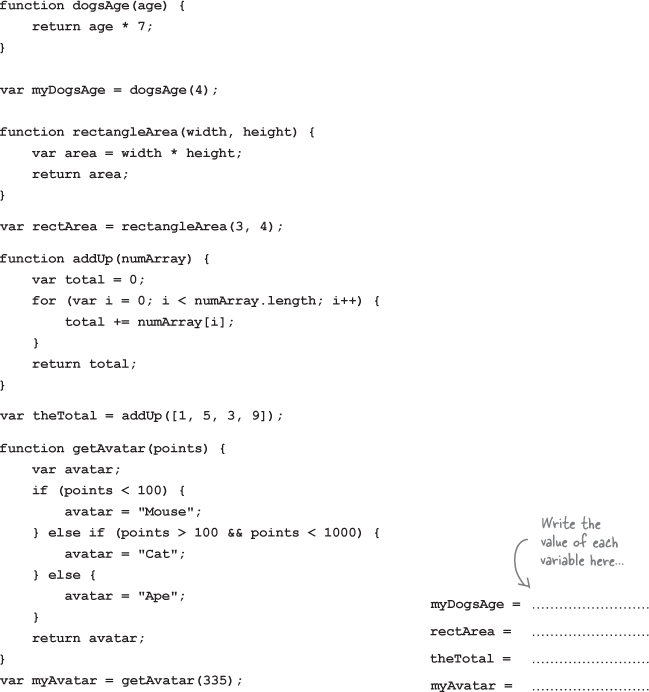 function dogsAge(age) {
    return age * 7;
}
var myDogsAge = dogsAge(4);
function rectangleArea(width, height) {
    var area = width * height;
    return area;
}
var rectArea = rectangleArea(3, 4);
function addUp(numArray) {
    var total = 0;
    for (var i = 0; i < numArray.length; i++) {
        total += numArray[i];
    }
    return total;
}
var theTotal = addUp([1, 5, 3, 9]);
function getAvatar(points) {
    var avatar;
    if (points < 100) {
        avatar = "Mouse";
    } else if (points > 100 && points < 1000) {
        avatar = "Cat";
    } else {
        avatar = "Ape";
    }
    return avatar;
}
var myAvatar = getAvatar(335);
Write the
value of each
variable here...
myDogsAge = ..........................
rectArea = ..........................
theTotal = ..........................
myAvatar = ..........................